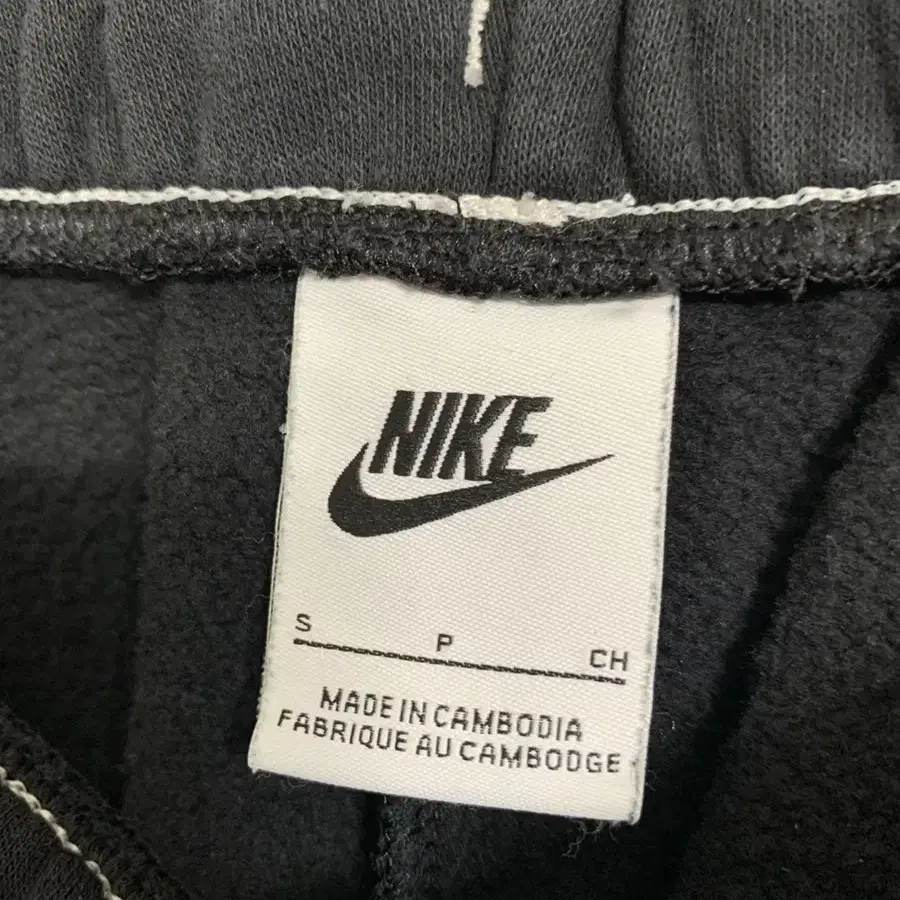 NIKE
S P CH
MADE IN CAMBODIA
FABRIQUE AU CAMBODGE